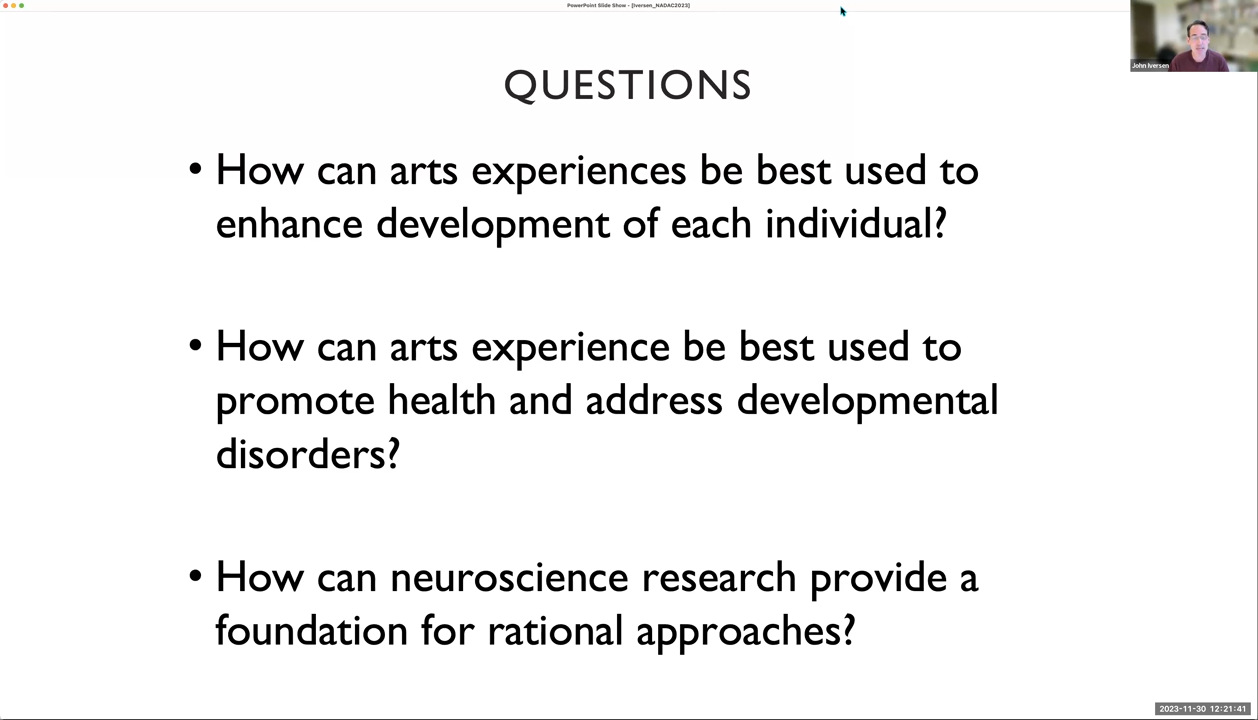 PowerPoint Slide Show - [Iversen_NADAC2023]
John Iversen
QUESTIONS
• How can arts experiences be best used to
enhance development of each individual?
• How can arts experience be best used to
promote health and address developmental
disorders?
• How can neuroscience research provide a
foundation for rational approaches?
2023-11-30 12:21:41